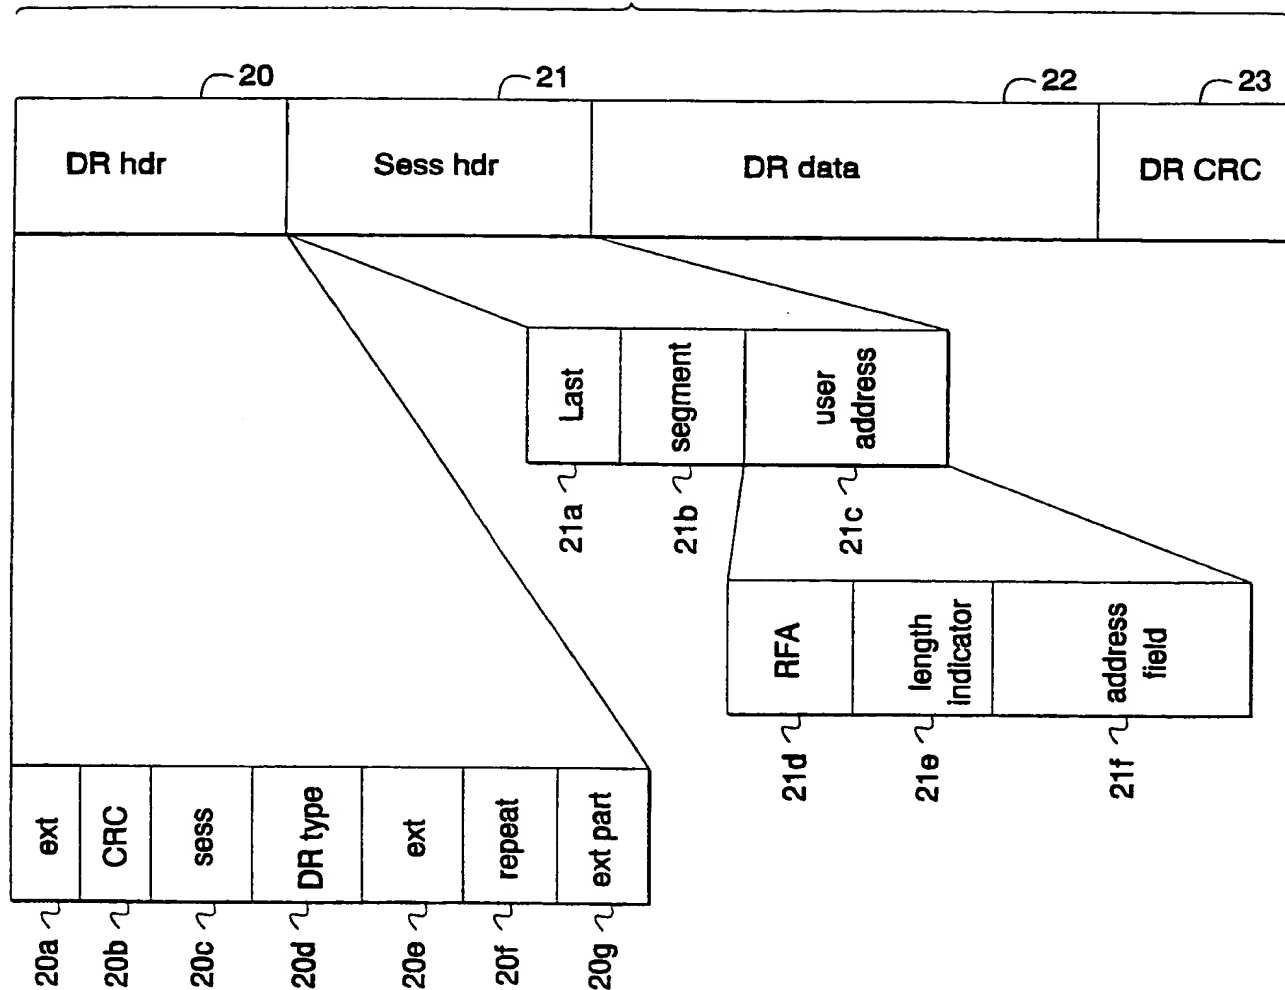 20
21
22
23
DR hdr
Sess hdr
DR data
DR CRC
Last
segment
user
address
21a
21b
21c
RFA
length
indicator
address
field
21d
21e
21f
ext
CRC
sess
DR type
ext
repeat
ext part
20a
20b
20c
20d
20e
20f
20g